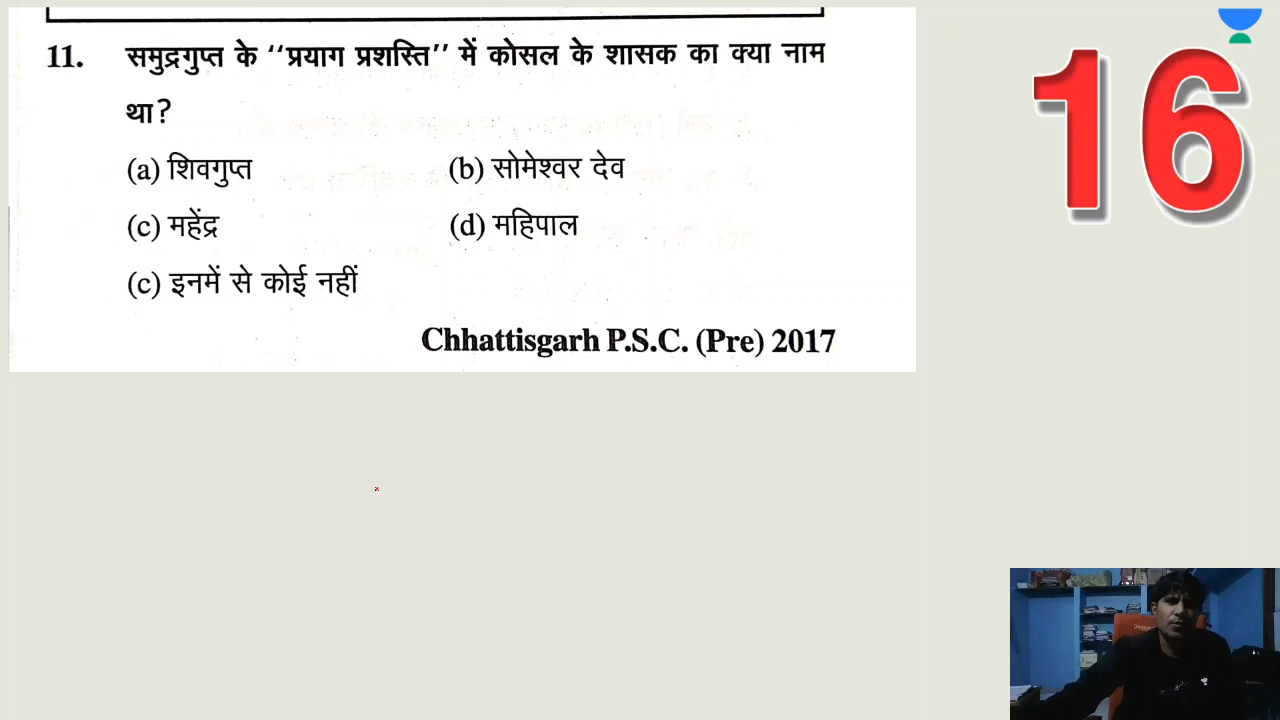 11. समुद्रगुप्त के ‘‘प्रयाग प्रशस्ति’’ में कोसल के शासक का क्या नाम
था?
(a) शिवगुप्त (b) सोमेश्वर देव
(c) महेंद्र (d) महिपाल
(c) इनमें से कोई नहीं
Chhattisgarh P.S.C. (Pre) 2017
16